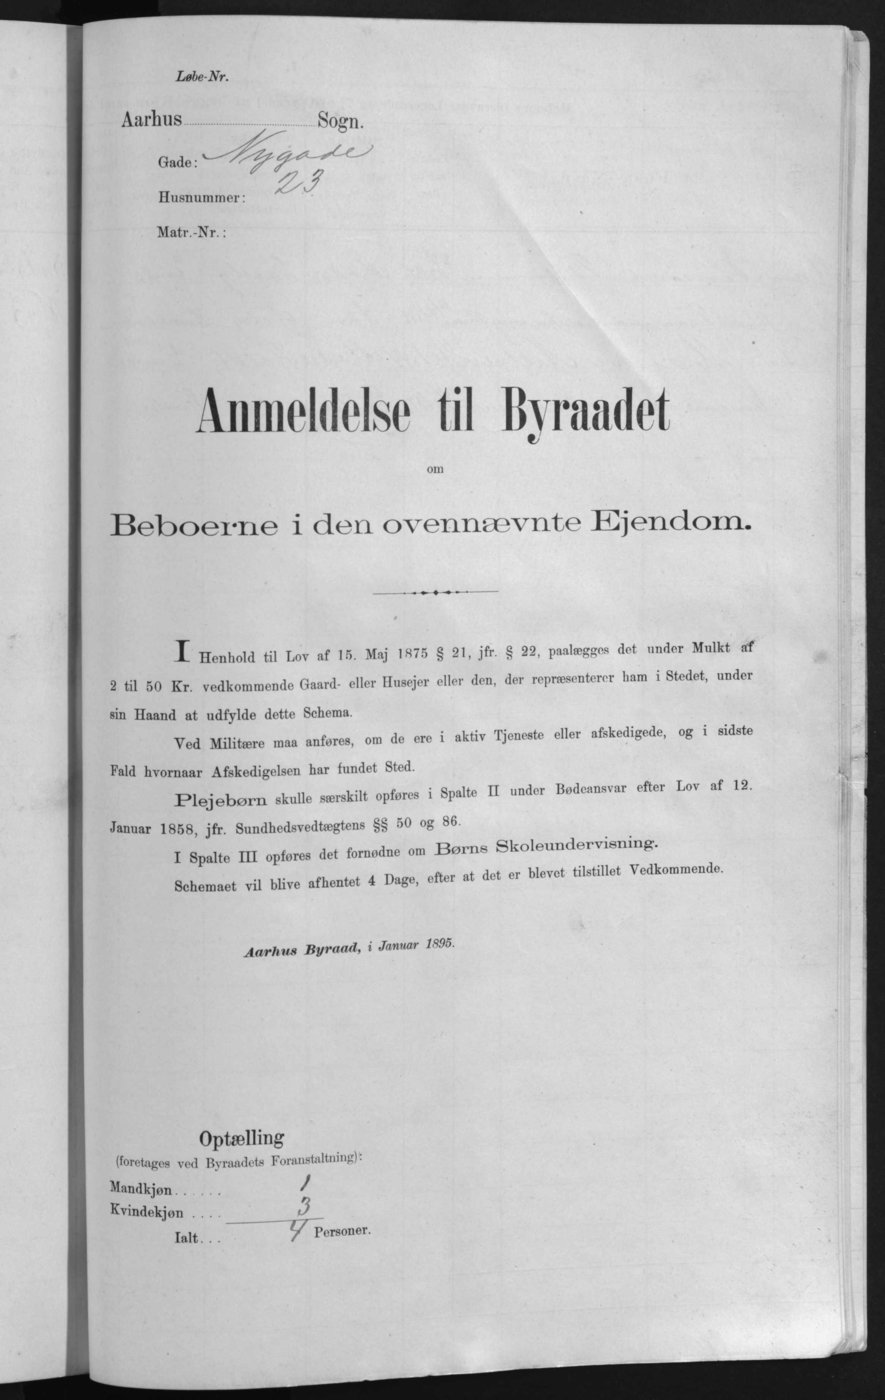 Løbe-Nr.
Aarhus Sogn.
Gade: Nygade
Husnummer: 23
Matr.-Nr.:
Anmeldelse til Byraadet
om
Beboerne i den ovennævnte Ejendom.
I Henhold til Lov af 15. Maj 1875 § 21, jfr. § 22, paalægges det under Mulkt af
2 til 50 Kr. vedkommende Gaard- eller Husejer eller den, der repræsenterer ham i Stedet, under
sin Haand at udfylde dette Schema.
Ved Militære maa anføres, om de ere i aktiv Tjeneste eller afskedigede, og i sidste
Fald hvornaar Afskedigelsen har fundet Sted.
Plejebørn skulle særskilt opføres i Spalte II under Bødeansvar efter Lov af 12.
Januar 1858, jfr. Sundhedsvedtægtens §§ 50 og 86.
I Spalte III opføres det fornødne om Børns Skoleundervisning.
Schemaet vil blive afhentet 4 Dage, efter at det er blevet tilstillet Vedkommende.
Aarhus Byraad, i Januar 1895.
Optælling
(foretages ved Byraadets Foranstaltning):
Mandkjøn...... 1
Kvindekjøn .... 3
Ialt... 4 Personer.